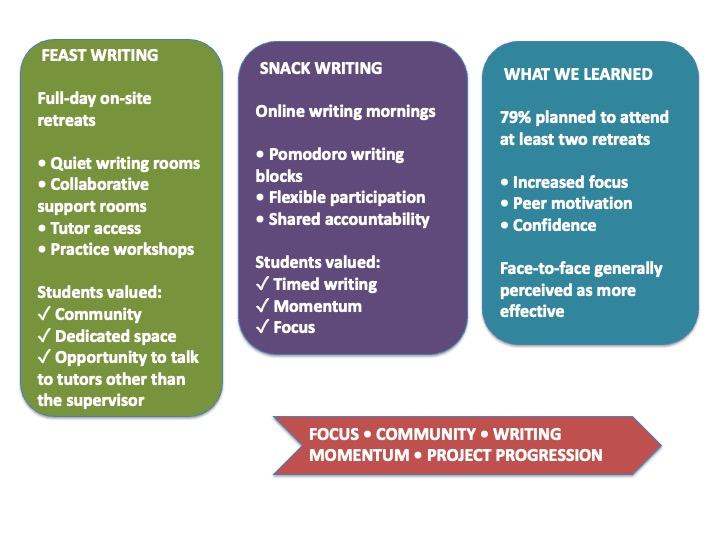 FEAST WRITING
Full-day on-site
retreats
• Quiet writing rooms
• Collaborative
support rooms
• Tutor access
• Practice workshops
Students valued:
✓ Community
✓ Dedicated space
✓ Opportunity to talk
to tutors other than
the supervisor
SNACK WRITING
Online writing mornings
• Pomodoro writing
blocks
• Flexible participation
• Shared accountability
Students valued:
✓ Timed writing
✓ Momentum
✓ Focus
WHAT WE LEARNED
79% planned to attend
at least two retreats
• Increased focus
• Peer motivation
• Confidence
Face-to-face generally
perceived as more
effective
FOCUS • COMMUNITY • WRITING
MOMENTUM • PROJECT PROGRESSION